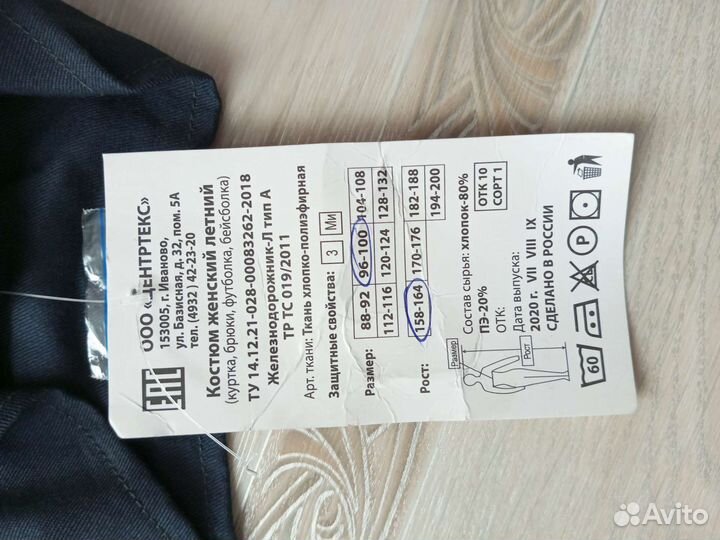 ООО «ЦЕНТРТЕКС»
153005, г. Иваново,
ул. Базисная, д. 32, пом. 5А
тел. (4932) 42-23-20
EAC
Костюм женский летний
(куртка, брюки, футболка, бейсболка)
ТУ 14.12.21-028-00083262-2018
Железнодорожник-Л тип А
ТР ТС 019/2011
Арт. ткани: Ткань хлопко-полиэфирная
Защитные свойства: З Ми
Размер: 88-92 96-100 104-108
112-116 120-124 128-132
Рост: 158-164 170-176 182-188
194-200
Состав сырья: хлопок-80%
ПЭ-20%
ОТК: ОТК 10
СОРТ 1
Дата выпуска:
2020 г. VII VIII IX
СДЕЛАНО В РОССИИ
Размер
Рост
60
P
Avito